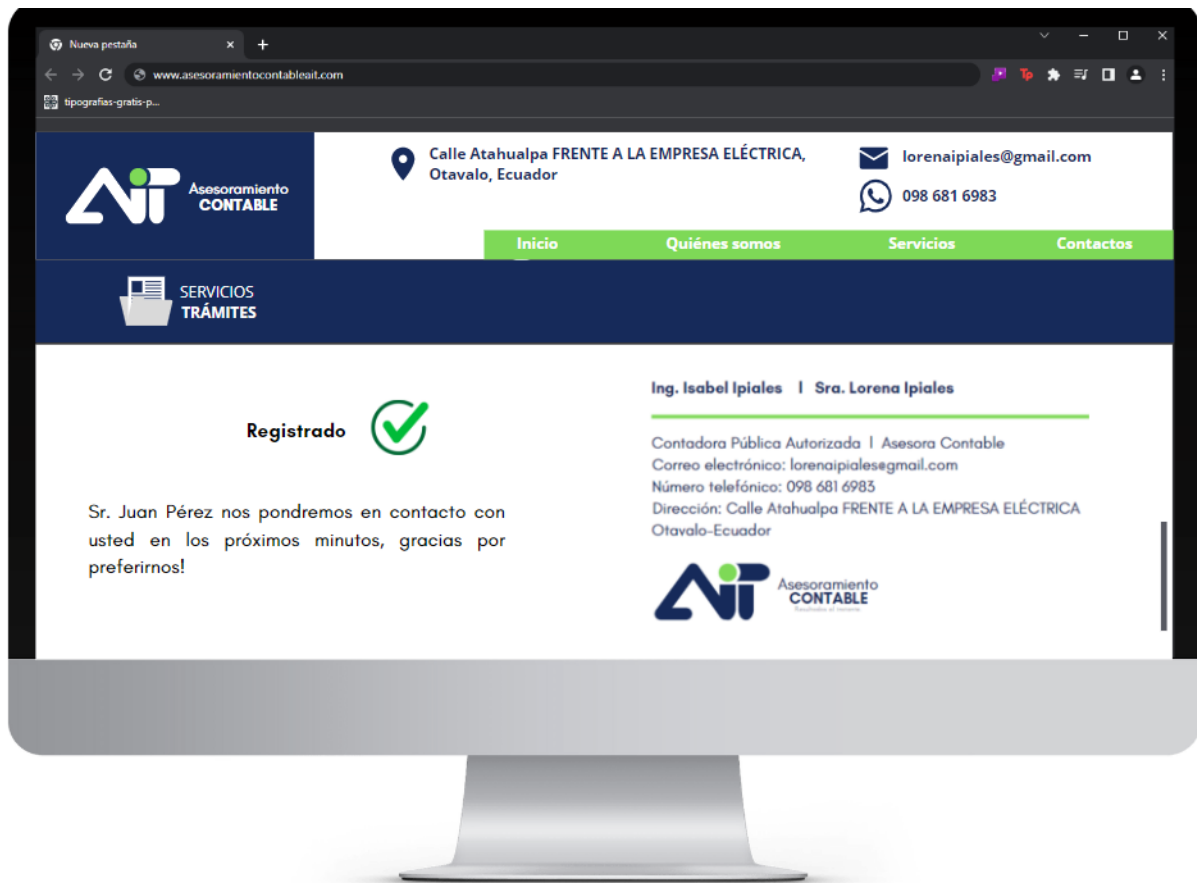 Nueva pestaña
www.asesoramientocontableait.com
tipografias-gratis-p...
AIT Asesoramiento
CONTABLE
Calle Atahualpa FRENTE A LA EMPRESA ELÉCTRICA,
Otavalo, Ecuador
lorenaipiales@gmail.com
098 681 6983
Inicio Quiénes somos Servicios Contactos
SERVICIOS
TRÁMITES
Registrado
Sr. Juan Pérez nos pondremos en contacto con
usted en los próximos minutos, gracias por
preferirnos!
Ing. Isabel Ipiales | Sra. Lorena Ipiales
Contadora Pública Autorizada | Asesora Contable
Correo electrónico: lorenaipiales@gmail.com
Número telefónico: 098 681 6983
Dirección: Calle Atahualpa FRENTE A LA EMPRESA ELÉCTRICA
Otavalo-Ecuador
AIT Asesoramiento
CONTABLE